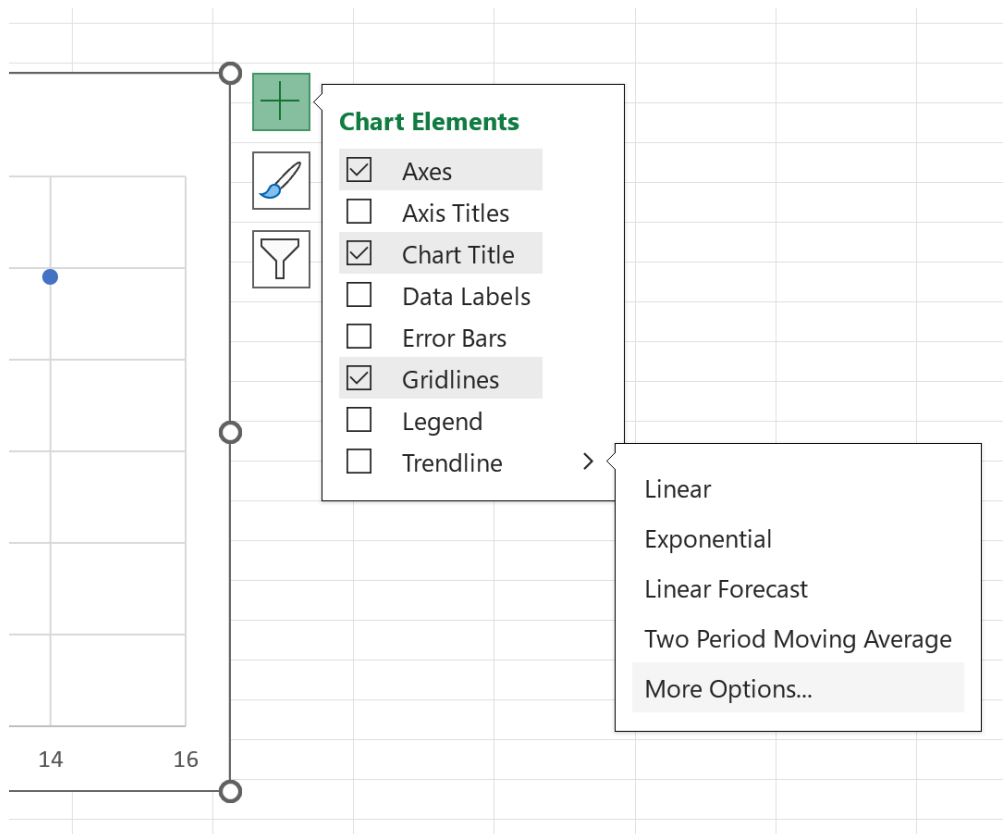 Chart Elements
Axes
Axis Titles
Chart Title
Data Labels
Error Bars
Gridlines
Legend
Trendline
Linear
Exponential
Linear Forecast
Two Period Moving Average
More Options...
14 16